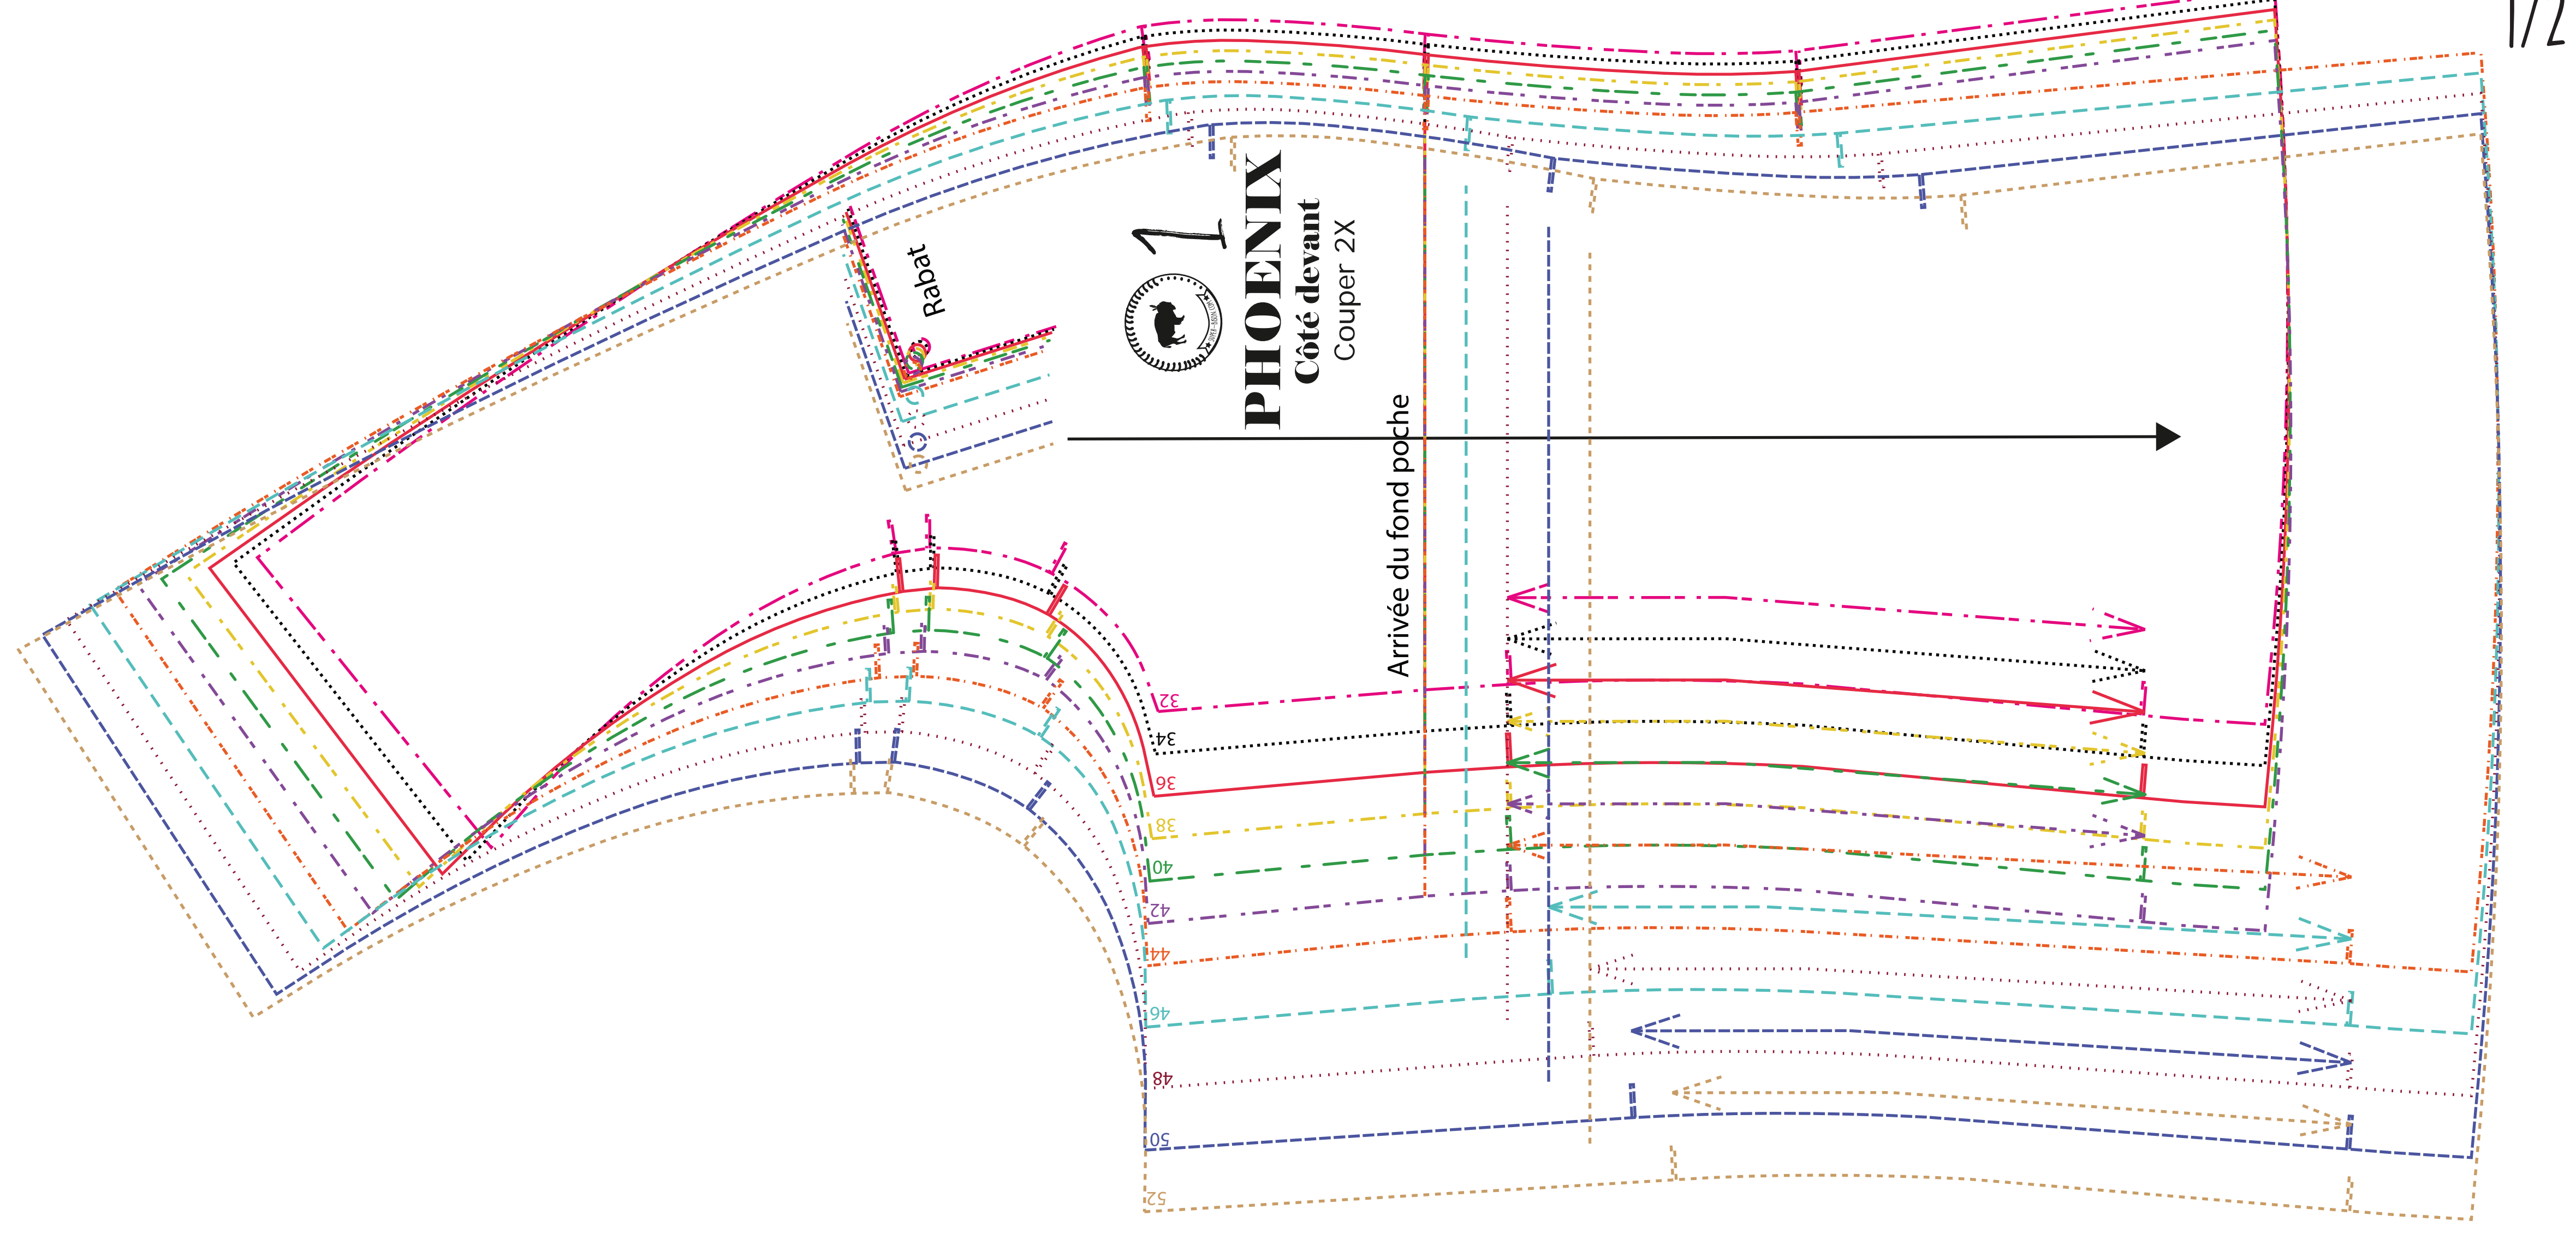 1/2
Rabat
1
PHOENIX
Côté devant
Couper 2X
Arrivée du fond poche
32
34
36
38
40
42
44
46
48
50
52